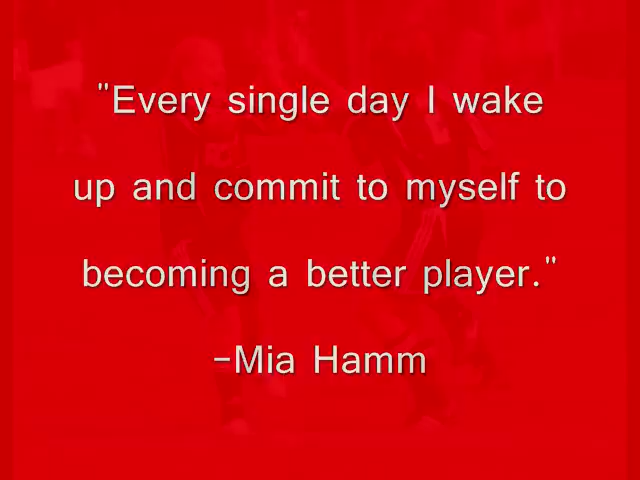 "Every single day I wake
up and commit to myself to
becoming a better player."
-Mia Hamm